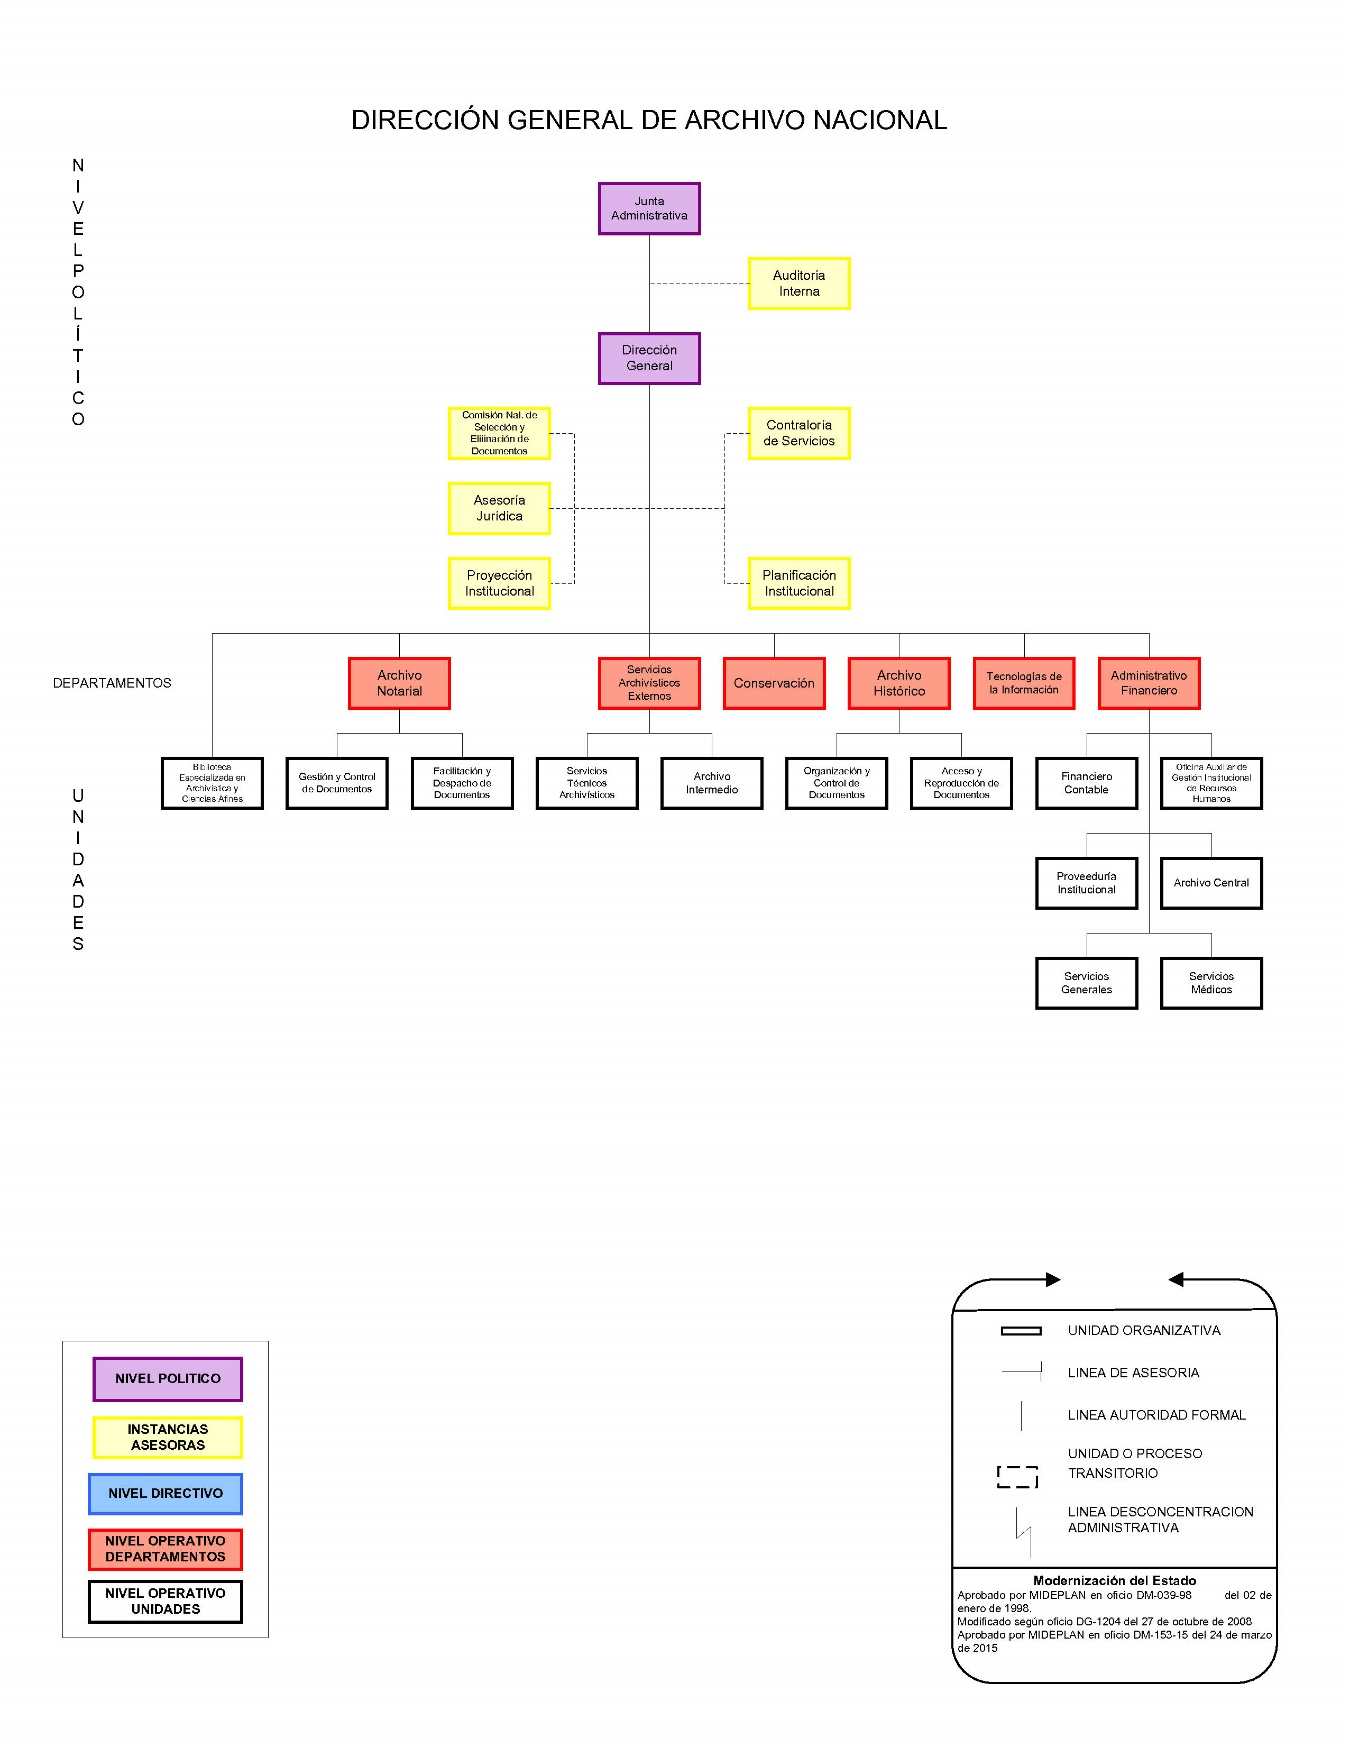 DIRECCIÓN GENERAL DE ARCHIVO NACIONAL
N
I
V
E
L
P
O
L
Í
T
I
C
O
Junta
Administrativa
Auditoria
Interna
Dirección
General
Comisión Nal. de
Selección y
Eliiinación de
Documentos
Contraloría
de Servicios
Asesoría
Jurídica
Proyección
Institucional
Planificación
Institucional
DEPARTAMENTOS
Archivo
Notarial
Servicios
Archivísticos
Externos
Conservación
Archivo
Histórico
Tecnologías de
la Información
Administrativo
Financiero
U
N
I
D
A
D
E
S
Biblioteca
Especializada en
Archivística y
Ciencias Afines
Gestión y Control
de Documentos
Facilitación y
Despacho de
Documentos
Servicios
Técnicos
Archivísticos
Archivo
Intermedio
Organización y
Control de
Documentos
Acceso y
Reproducción de
Documentos
Financiero
Contable
Oficina Auxiliar de
Gestión Institucional
de Recursos
Humanos
Proveeduría
Institucional
Archivo Central
Servicios
Generales
Servicios
Médicos
NIVEL POLITICO
INSTANCIAS
ASESORAS
NIVEL DIRECTIVO
NIVEL OPERATIVO
DEPARTAMENTOS
NIVEL OPERATIVO
UNIDADES
UNIDAD ORGANIZATIVA
LINEA DE ASESORIA
LINEA AUTORIDAD FORMAL
UNIDAD O PROCESO
TRANSITORIO
LINEA DESCONCENTRACION
ADMINISTRATIVA
Modernización del Estado
Aprobado por MIDEPLAN en oficio DM-039-98 del 02 de
enero de 1998.
Modificado según oficio DG-1204 del 27 de octubre de 2008
Aprobado por MIDEPLAN en oficio DM-153-15 del 24 de marzo
de 2015